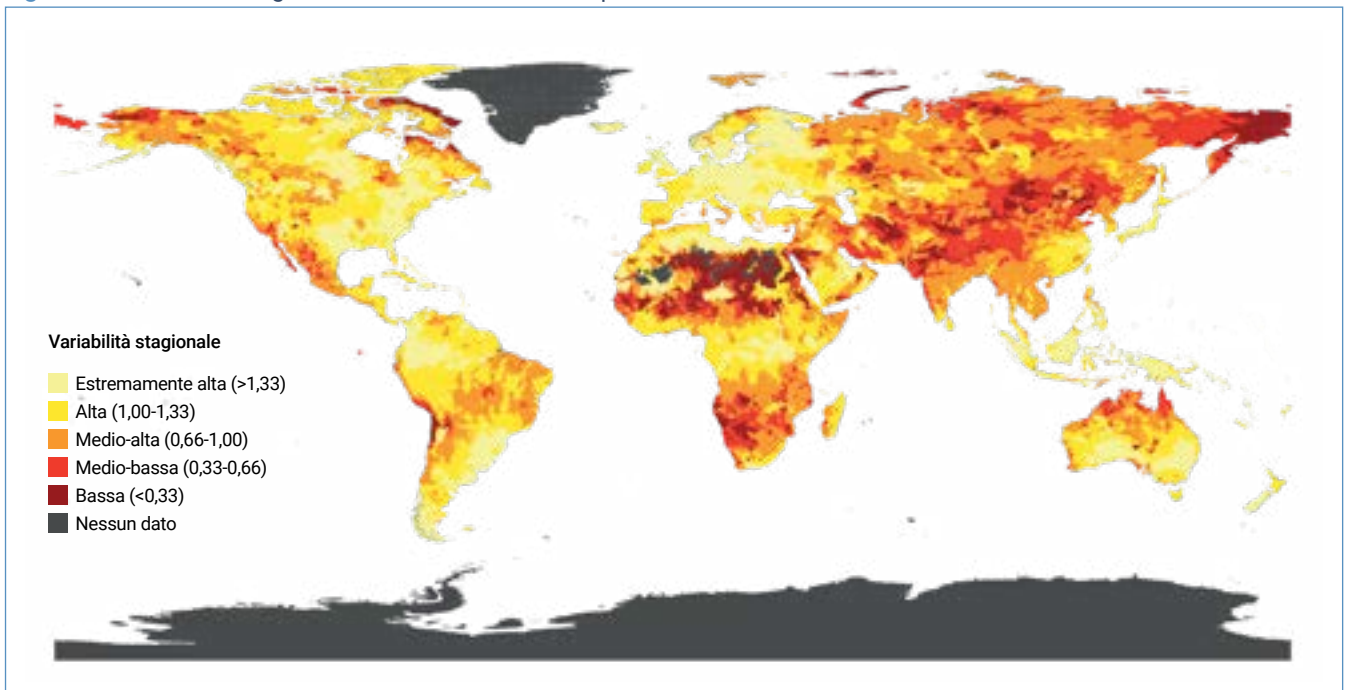 Variabilità stagionale
Estremamente alta (>1,33)
Alta (1,00-1,33)
Medio-alta (0,66-1,00)
Medio-bassa (0,33-0,66)
Bassa (<0,33)
Nessun dato